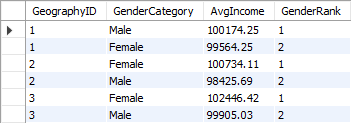 GeographyID GenderCategory AvgIncome GenderRank
1 Male 100174.25 1
1 Female 99564.25 2
2 Female 100734.11 1
2 Male 98425.69 2
3 Female 102446.42 1
3 Male 99905.03 2